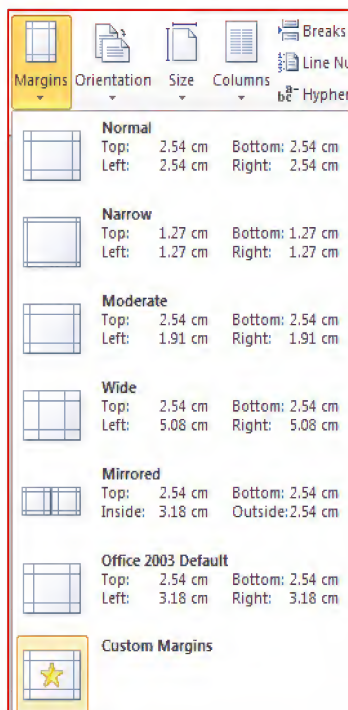 Margins Orientation Size Columns
Breaks
Line Nu
Hypher
Normal
Top: 2.54 cm Bottom: 2.54 cm
Left: 2.54 cm Right: 2.54 cm
Narrow
Top: 1.27 cm Bottom: 1.27 cm
Left: 1.27 cm Right: 1.27 cm
Moderate
Top: 2.54 cm Bottom: 2.54 cm
Left: 1.91 cm Right: 1.91 cm
Wide
Top: 2.54 cm Bottom: 2.54 cm
Left: 5.08 cm Right: 5.08 cm
Mirrored
Top: 2.54 cm Bottom: 2.54 cm
Inside: 3.18 cm Outside: 2.54 cm
Office 2003 Default
Top: 2.54 cm Bottom: 2.54 cm
Left: 3.18 cm Right: 3.18 cm
Custom Margins